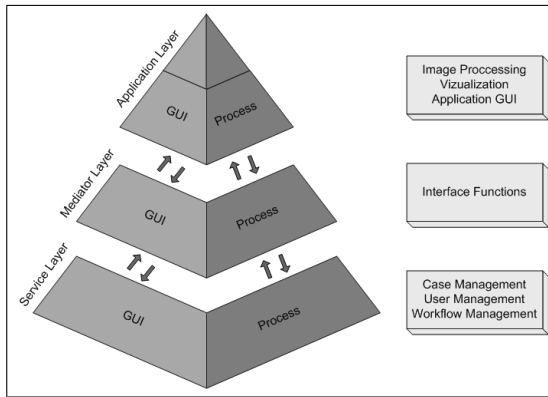 Application Layer
GUI
Process
Image Proccessing
Vizualization
Application GUI
Mediator Layer
GUI
Process
Interface Functions
Service Layer
GUI
Process
Case Management
User Management
Workflow Management